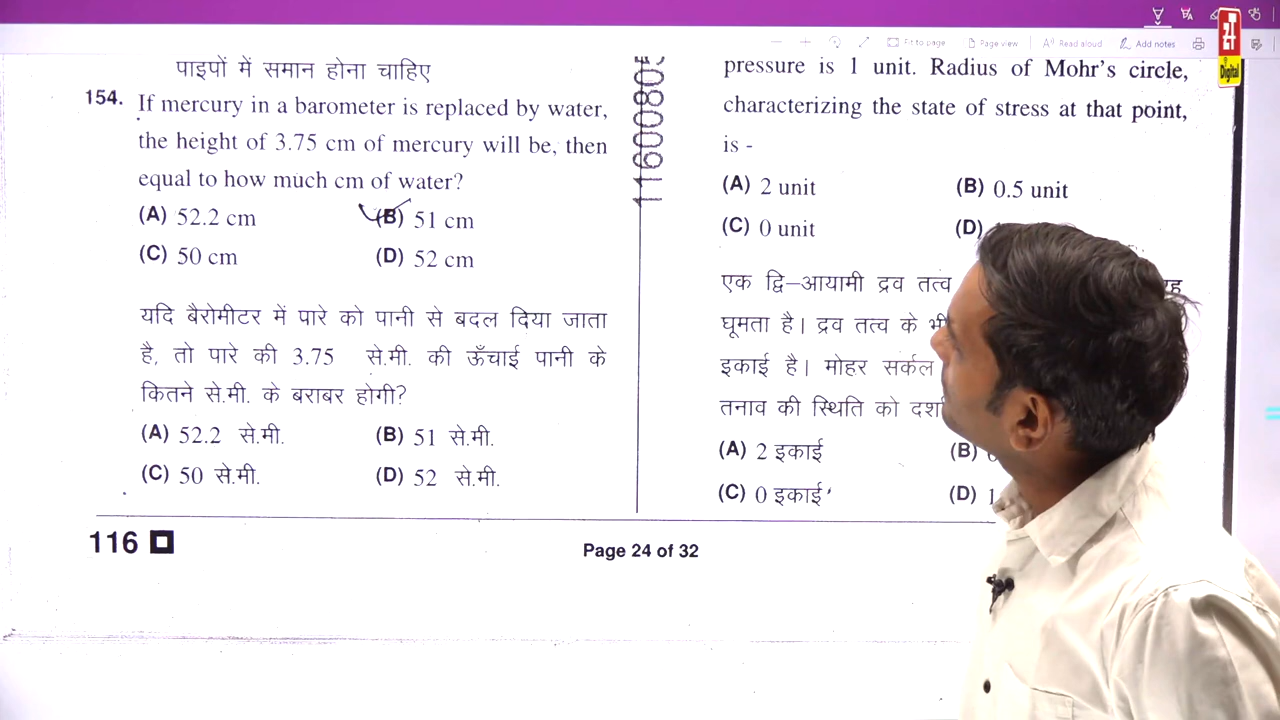 Fit to page
Page view
Read aloud
Add notes
2T
Digital
पाइपों में समान होना चाहिए
154. If mercury in a barometer is replaced by water,
the height of 3.75 cm of mercury will be, then
equal to how much cm of water?
(A) 52.2 cm (B) 51 cm
(C) 50 cm (D) 52 cm
यदि बैरोमीटर में पारे को पानी से बदल दिया जाता
है, तो पारे की 3.75 से.मी. की ऊँचाई पानी के
कितने से.मी. के बराबर होगी?
(A) 52.2 से.मी. (B) 51 से.मी.
(C) 50 से.मी. (D) 52 से.मी.
pressure is 1 unit. Radius of Mohr's circle,
characterizing the state of stress at that point,
is -
(A) 2 unit (B) 0.5 unit
(C) 0 unit (D)
एक द्वि–आयामी द्रव तत्व
घूमता है। द्रव तत्व के
इकाई है। मोहर सर्कल
तनाव की स्थिति को
(A) 2 इकाई (B)
(C) 0 इकाई (D) 1
116
Page 24 of 32